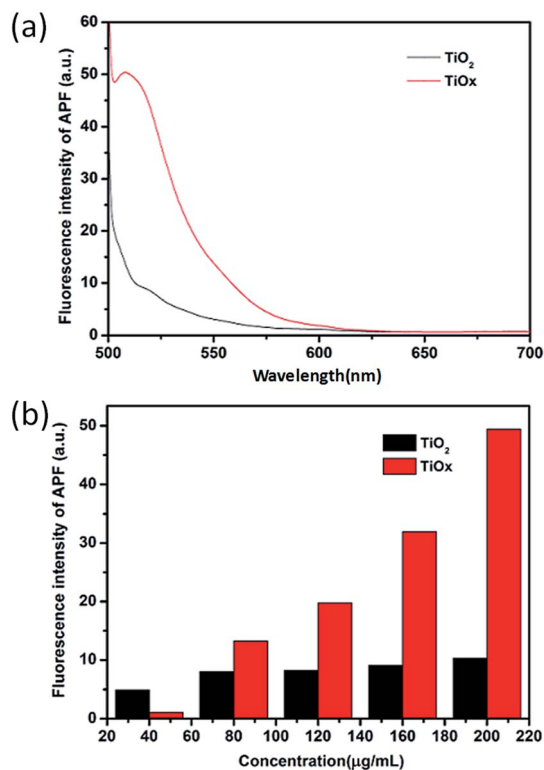 (a)
Fluorescence intensity of APF (a.u.)
60
50
40
30
20
10
0
TiO₂
TiOx
500
550
600
650
700
Wavelength(nm)
(b)
Fluorescence intensity of APF (a.u.)
50
40
30
20
10
0
TiO₂
TiOx
20 40 60 80 100 120 140 160 180 200 220
Concentration(μg/mL)